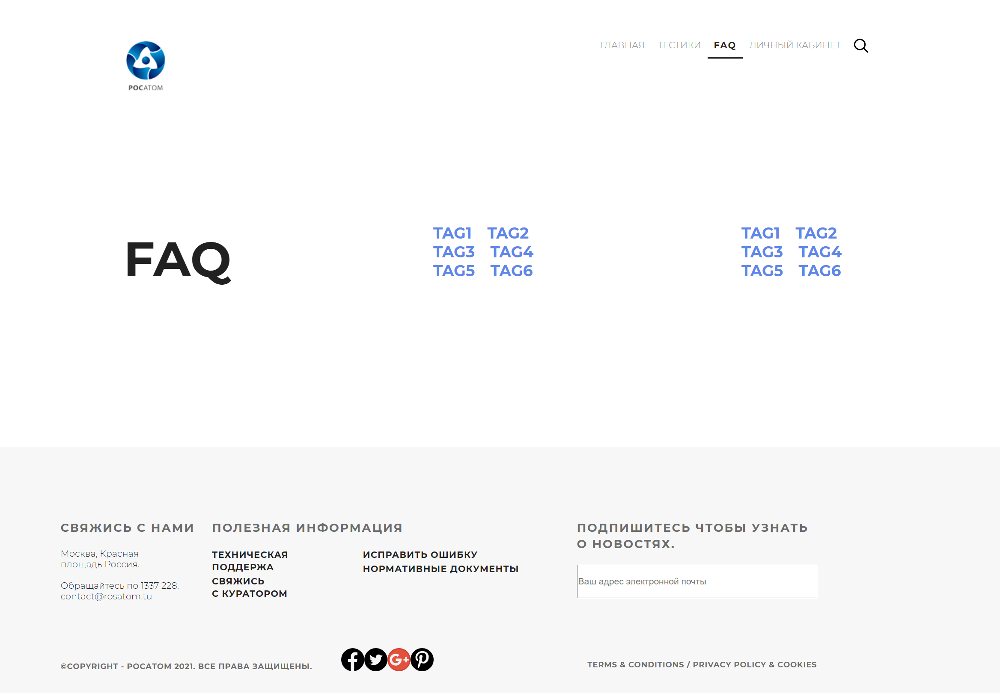 РОСАТОМ
ГЛАВНАЯ ТЕСТИКИ FAQ ЛИЧНЫЙ КАБИНЕТ
FAQ
TAG1 TAG2
TAG3 TAG4
TAG5 TAG6
TAG1 TAG2
TAG3 TAG4
TAG5 TAG6
СВЯЖИСЬ С НАМИ
Москва, Красная
площадь Россия.
Обращайтесь по 1337 228.
contact@rosatom.tu
ПОЛЕЗНАЯ ИНФОРМАЦИЯ
ТЕХНИЧЕСКАЯ
ПОДДЕРЖА
СВЯЖИСЬ
С КУРАТОРОМ
ИСПРАВИТЬ ОШИБКУ
НОРМАТИВНЫЕ ДОКУМЕНТЫ
ПОДПИШИТЕСЬ ЧТОБЫ УЗНАТЬ
О НОВОСТЯХ.
Ваш адрес электронной почты
©COPYRIGHT - РОСАТОМ 2021. ВСЕ ПРАВА ЗАЩИЩЕНЫ.
G+
TERMS & CONDITIONS / PRIVACY POLICY & COOKIES